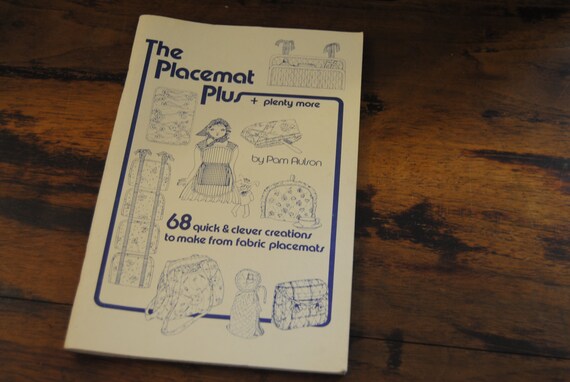 The
Placemat
Plus + plenty more
by Pam Aulson
68 quick & clever creations
to make from fabric placemats